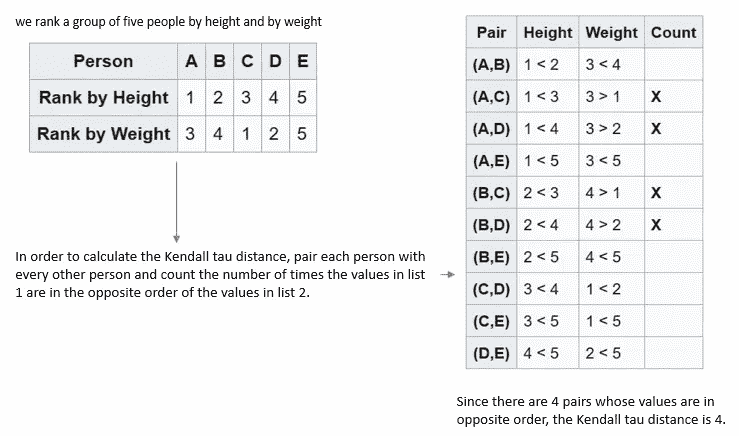 we rank a group of five people by height and by weight
Person A B C D E
Rank by Height 1 2 3 4 5
Rank by Weight 3 4 1 2 5
In order to calculate the Kendall tau distance, pair each person with
every other person and count the number of times the values in list
1 are in the opposite order of the values in list 2.
Pair Height Weight Count
(A,B) 1 < 2 3 < 4
(A,C) 1 < 3 3 > 1 X
(A,D) 1 < 4 3 > 2 X
(A,E) 1 < 5 3 < 5
(B,C) 2 < 3 4 > 1 X
(B,D) 2 < 4 4 > 2 X
(B,E) 2 < 5 4 < 5
(C,D) 3 < 4 1 < 2
(C,E) 3 < 5 1 < 5
(D,E) 4 < 5 2 < 5
Since there are 4 pairs whose values are in
opposite order, the Kendall tau distance is 4.